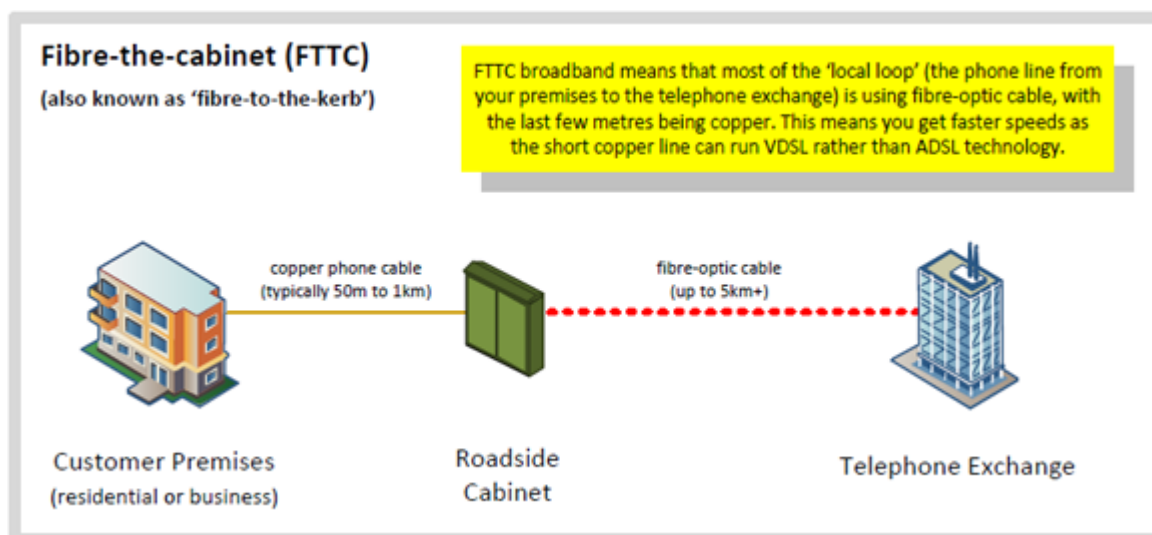 Fibre-the-cabinet (FTTC)
(also known as ‘fibre-to-the-kerb’)
FTTC broadband means that most of the ‘local loop’ (the phone line from
your premises to the telephone exchange) is using fibre-optic cable, with
the last few metres being copper. This means you get faster speeds as
the short copper line can run VDSL rather than ADSL technology.
copper phone cable
(typically 50m to 1km)
fibre-optic cable
(up to 5km+)
Customer Premises
(residential or business)
Roadside
Cabinet
Telephone Exchange